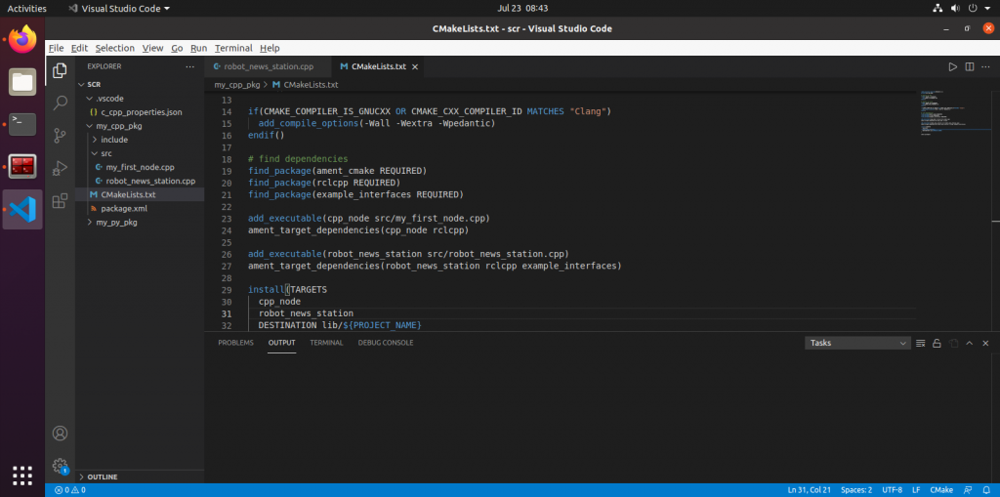 Activities
Visual Studio Code
Jul 23 08:43
CMakeLists.txt - scr - Visual Studio Code
File Edit Selection View Go Run Terminal Help
EXPLORER
robot_news_station.cpp
CMakeLists.txt
SCR
.vscode
c_cpp_properties.json
my_cpp_pkg
include
src
my_first_node.cpp
robot_news_station.cpp
CMakeLists.txt
package.xml
my_py_pkg
OUTLINE
my_cpp_pkg > CMakeLists.txt
13
14 if(CMAKE_COMPILER_IS_GNUCXX OR CMAKE_CXX_COMPILER_ID MATCHES "Clang")
15 add_compile_options(-Wall -Wextra -Wpedantic)
16 endif()
17
18 # find dependencies
19 find_package(ament_cmake REQUIRED)
20 find_package(rclcpp REQUIRED)
21 find_package(example_interfaces REQUIRED)
22
23 add_executable(cpp_node src/my_first_node.cpp)
24 ament_target_dependencies(cpp_node rclcpp)
25
26 add_executable(robot_news_station src/robot_news_station.cpp)
27 ament_target_dependencies(robot_news_station rclcpp example_interfaces)
28
29 install(TARGETS
30 cpp_node
31 robot_news_station
32 DESTINATION lib/${PROJECT_NAME}
PROBLEMS OUTPUT TERMINAL DEBUG CONSOLE
Tasks
0 0
Ln 31, Col 21 Spaces: 2 UTF-8 LF CMake